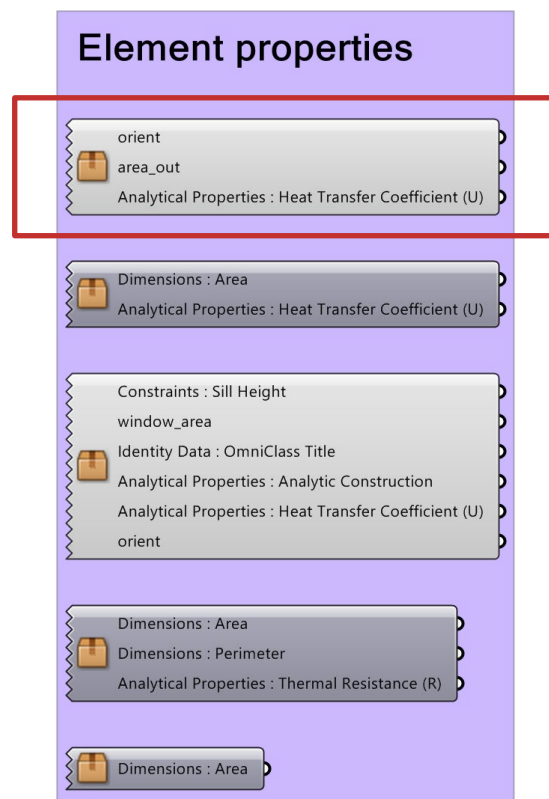 Element properties
orient
area_out
Analytical Properties : Heat Transfer Coefficient (U)
Dimensions : Area
Analytical Properties : Heat Transfer Coefficient (U)
Constraints : Sill Height
window_area
Identity Data : OmniClass Title
Analytical Properties : Analytic Construction
Analytical Properties : Heat Transfer Coefficient (U)
orient
Dimensions : Area
Dimensions : Perimeter
Analytical Properties : Thermal Resistance (R)
Dimensions : Area